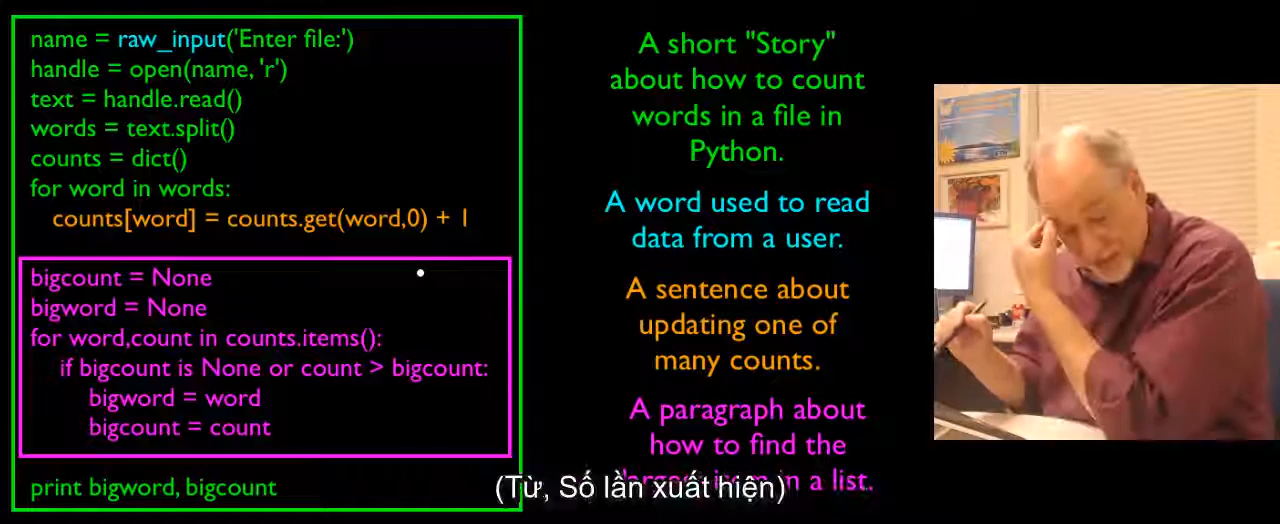 name = raw_input('Enter file:')
handle = open(name, 'r')
text = handle.read()
words = text.split()
counts = dict()
for word in words:
counts[word] = counts.get(word,0) + 1
bigcount = None
bigword = None
for word,count in counts.items():
if bigcount is None or count > bigcount:
bigword = word
bigcount = count
print bigword, bigcount
A short "Story"
about how to count
words in a file in
Python.
A word used to read
data from a user.
A sentence about
updating one of
many counts.
A paragraph about
how to find the
in a list.
(Từ, Số lần xuất hiện)